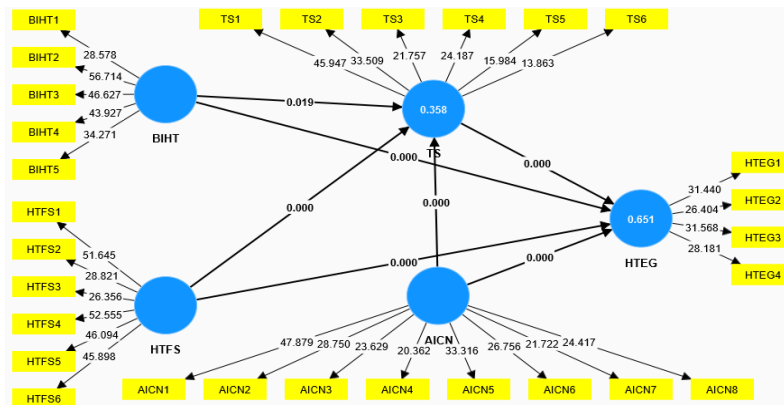 BIHT1
BIHT2
BIHT3
BIHT4
BIHT5
28.578
56.714
46.627
43.927
34.271
BIHT
TS1
TS2
TS3
TS4
TS5
TS6
45.947
33.509
21.757
24.187
15.984
13.863
0.358
TS
0.019
0.000
0.000
0.000
0.000
0.000
0.000
HTEG1
HTEG2
HTEG3
HTEG4
31.440
26.404
31.568
28.181
0.651
HTEG
HTFS1
HTFS2
HTFS3
HTFS4
HTFS5
HTFS6
51.645
28.821
26.356
52.555
46.094
45.898
HTFS
AICN
47.879
28.750
23.629
20.362
33.316
26.756
21.722
24.417
AICN1
AICN2
AICN3
AICN4
AICN5
AICN6
AICN7
AICN8